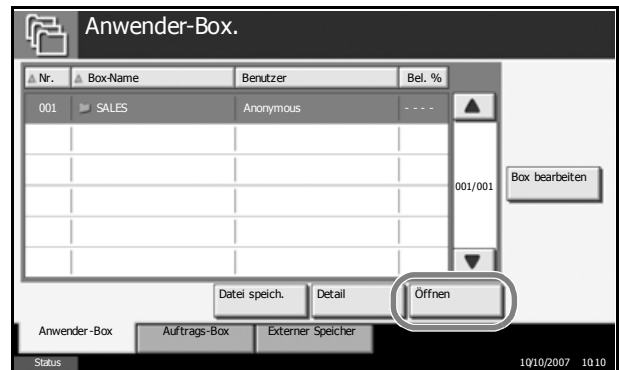 Anwender-Box.
Nr. Box-Name Benutzer Bel. %
001 SALES Anonymous - - - -
001/001
Box bearbeiten
Datei speich. Detail Öffnen
Anwender-Box Auftrags-Box Externer Speicher
Status 10/10/2007 10:10